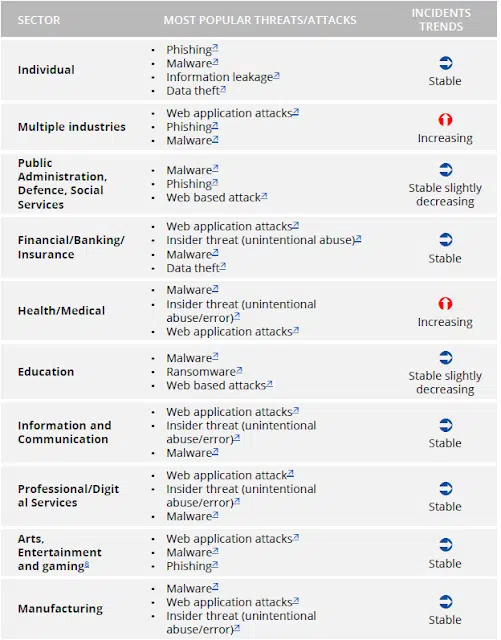 SECTOR MOST POPULAR THREATS/ATTACKS INCIDENTS
TRENDS
Individual
• Phishing
• Malware
• Information leakage
• Data theft
Stable
Multiple industries
• Web application attacks
• Phishing
• Malware
Increasing
Public
Administration,
Defence, Social
Services
• Malware
• Phishing
• Web based attack
Stable slightly
decreasing
Financial/Banking/
Insurance
• Web application attacks
• Insider threat (unintentional abuse)
• Malware
• Data theft
Stable
Health/Medical
• Malware
• Insider threat (unintentional
abuse/error)
• Web application attacks
Increasing
Education
• Malware
• Ransomware
• Web based attacks
Stable slightly
decreasing
Information and
Communication
• Web application attacks
• Insider threat (unintentional
abuse/error)
• Malware
Stable
Professional/Digit
al Services
• Web application attack
• Insider threat (unintentional
abuse/error)
• Malware
Stable
Arts,
Entertainment
and gaming8
• Web application attacks
• Malware
• Phishing
Stable
Manufacturing
• Malware
• Web application attacks
• Insider threat (unintentional
abuse/error)
Stable